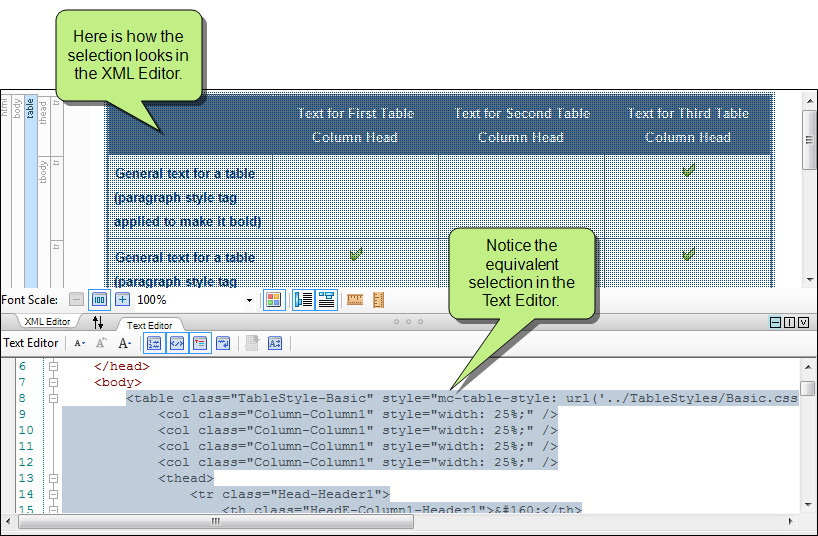 Here is how the
selection looks in
the XML Editor.
html
body
table
thead
tr
tbody
tr
tr
Text for First Table
Column Head
Text for Second Table
Column Head
Text for Third Table
Column Head
General text for a table
(paragraph style tag
applied to make it bold)
General text for a table
(paragraph style tag
Notice the
equivalent
selection in the
Text Editor.
Font Scale:
100%
XML Editor
Text Editor
Text Editor
6 </head>
7 <body>
8 <table class="TableStyle-Basic" style="mc-table-style: url('../TableStyles/Basic.css
9 <col class="Column-Column1" style="width: 25%;" />
10 <col class="Column-Column1" style="width: 25%;" />
11 <col class="Column-Column1" style="width: 25%;" />
12 <col class="Column-Column1" style="width: 25%;" />
13 <thead>
14 <tr class="Head-Header1">
15 <th class="HeadE-Column1-Header1">&#160;</th>